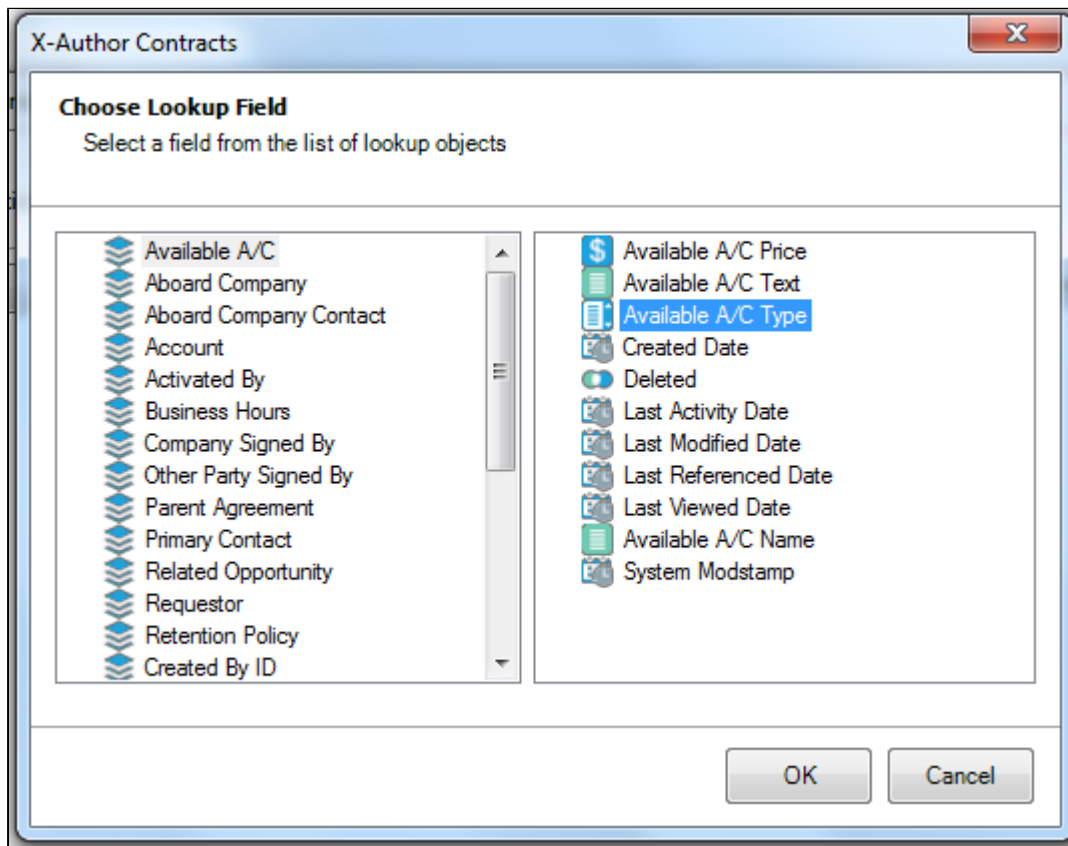 X-Author Contracts
Choose Lookup Field
Select a field from the list of lookup objects
Available A/C
Aboard Company
Aboard Company Contact
Account
Activated By
Business Hours
Company Signed By
Other Party Signed By
Parent Agreement
Primary Contact
Related Opportunity
Requestor
Retention Policy
Created By ID
Available A/C Price
Available A/C Text
Available A/C Type
Created Date
Deleted
Last Activity Date
Last Modified Date
Last Referenced Date
Last Viewed Date
Available A/C Name
System Modstamp
OK
Cancel